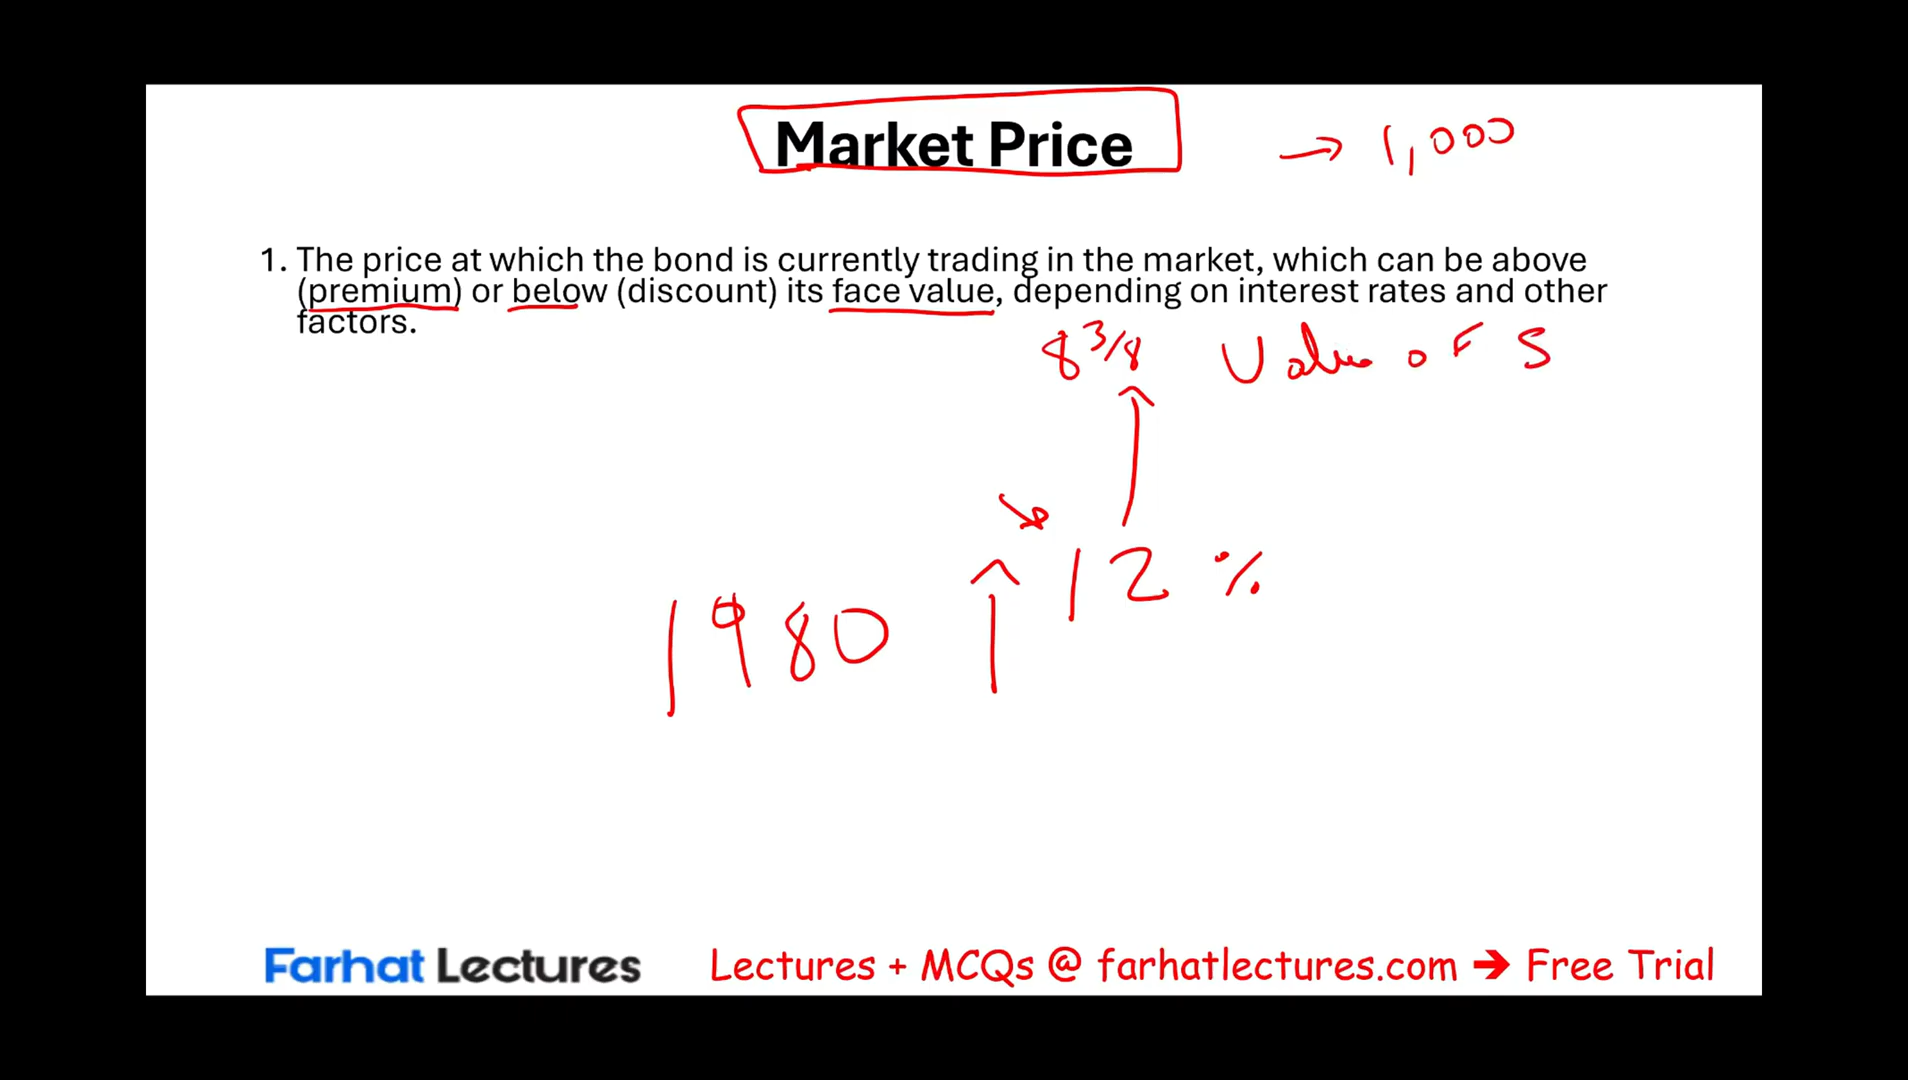 Market Price → 1,000
1. The price at which the bond is currently trading in the market, which can be above
(premium) or below (discount) its face value, depending on interest rates and other
factors.
8 3/8 Value of S
12 %
1980
Farhat Lectures Lectures + MCQs @ farhatlectures.com ➔ Free Trial